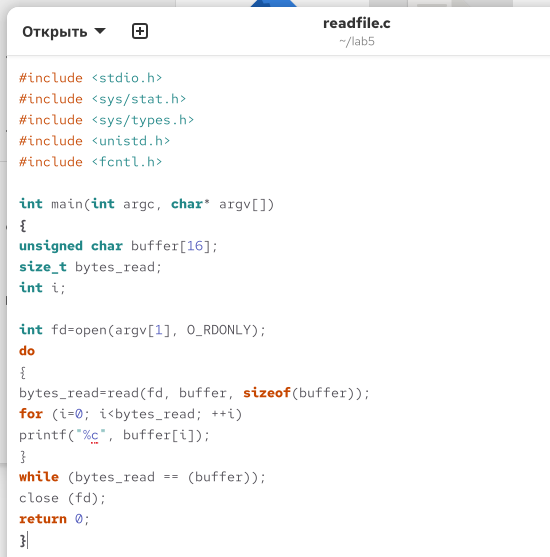 Открыть
readfile.c
~/lab5
#include <stdio.h>
#include <sys/stat.h>
#include <sys/types.h>
#include <unistd.h>
#include <fcntl.h>
int main(int argc, char* argv[])
{
unsigned char buffer[16];
size_t bytes_read;
int i;
int fd=open(argv[1], O_RDONLY);
do
{
bytes_read=read(fd, buffer, sizeof(buffer));
for (i=0; i<bytes_read; ++i)
printf("%c", buffer[i]);
}
while (bytes_read == (buffer));
close (fd);
return 0;
}